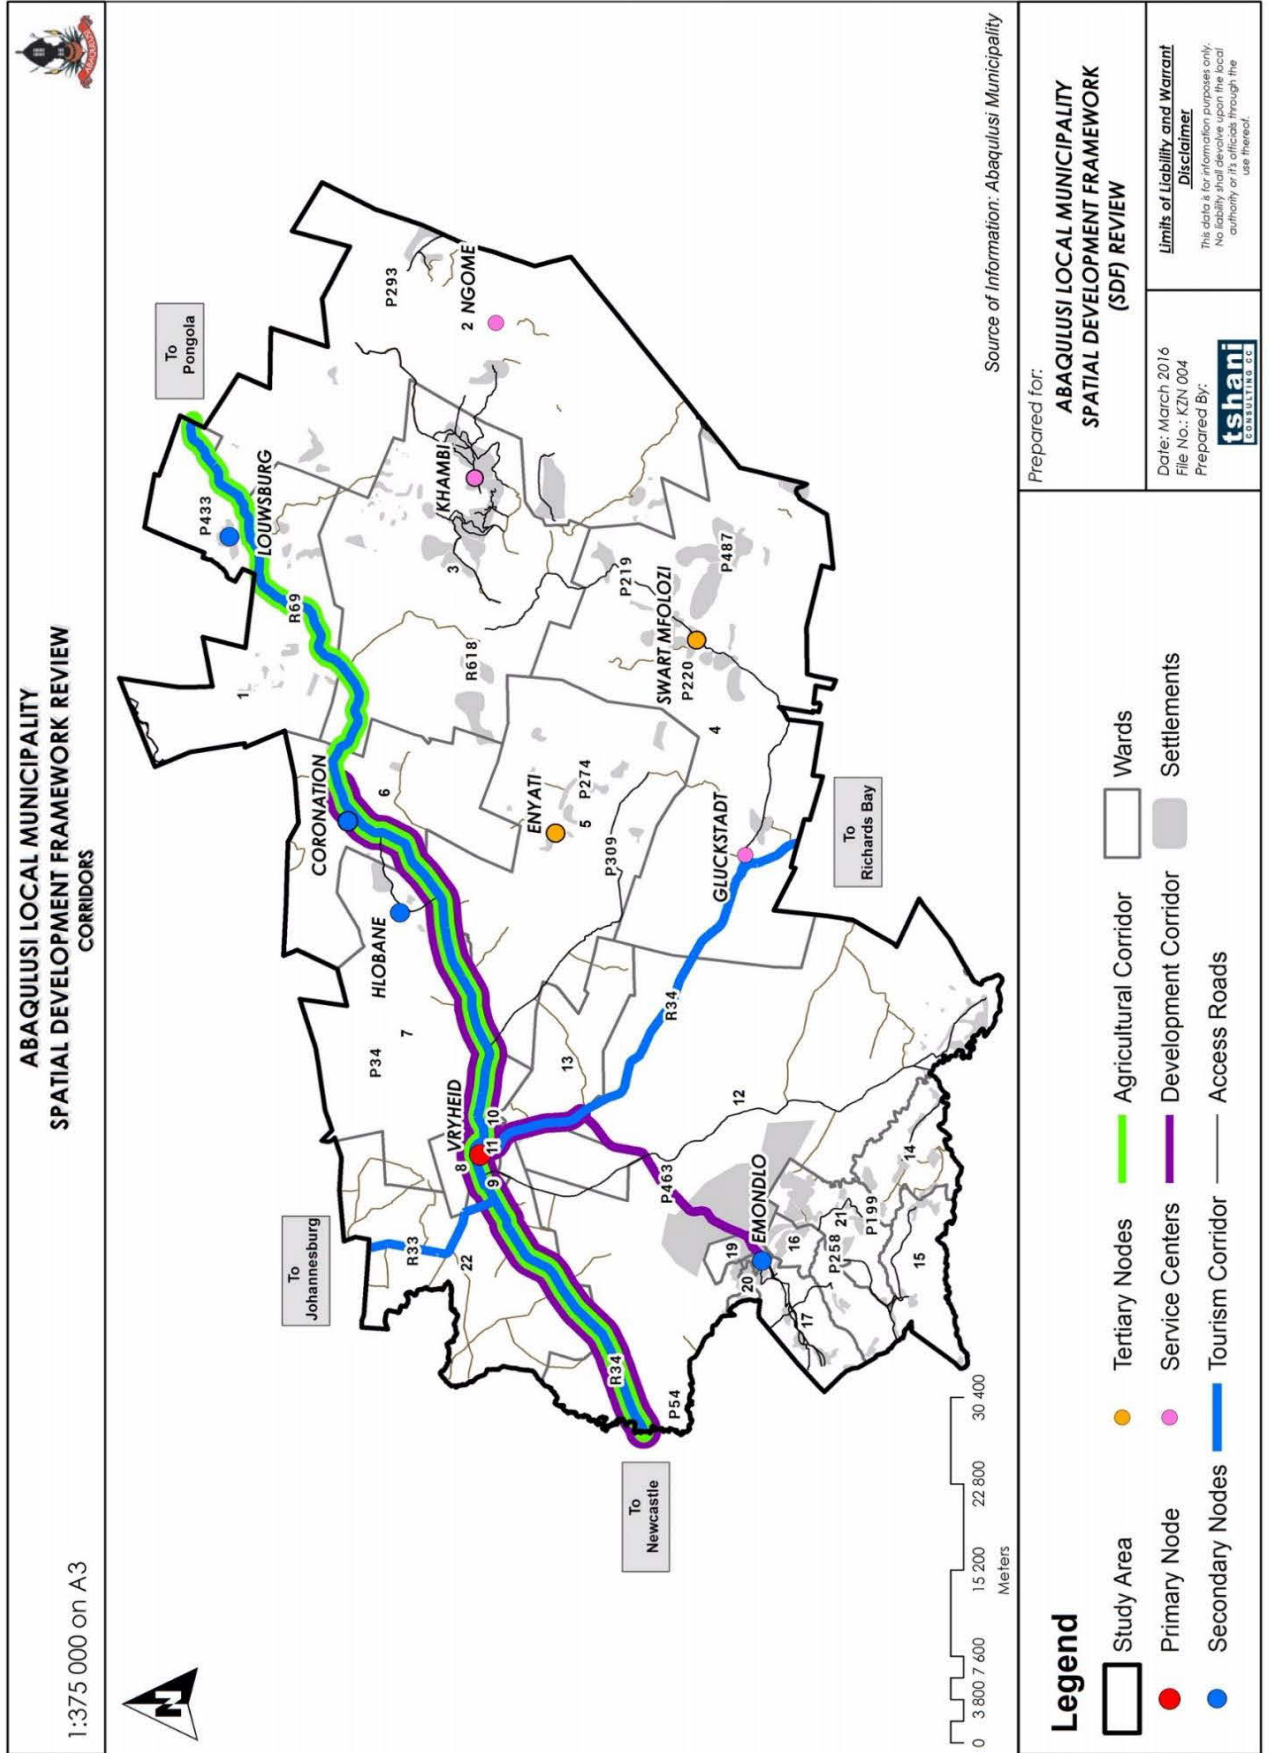 ABAQULUSI LOCAL MUNICIPALITY
SPATIAL DEVELOPMENT FRAMEWORK REVIEW
CORRIDORS
1:375 000 on A3
ABAQULUSI
N
To
Johannesburg
To
Pongola
To
Newcastle
To
Richards Bay
P433
LOUWSBURG
R69
1
P293
2 NGOME
KHAMBI
3
R618
CORONATION
6
HLOBANE
P34
7
VRYHEID
8
9
11
10
R33
22
R34
P54
13
ENYATI
5
P274
P309
P219
SWART MFOLOZI
P220
P487
4
GLUCKSTADT
R34
12
P463
EMONDLO
19
20
16
17
P258
21
P199
14
15
0
3 800
7 600
15 200
22 800
30 400
Meters
Source of Information: Abaqulusi Municipality
Legend
Study Area
Primary Node
Secondary Nodes
Tertiary Nodes
Service Centers
Tourism Corridor
Agricultural Corridor
Development Corridor
Access Roads
Wards
Settlements
Prepared for:
ABAQULUSI LOCAL MUNICIPALITY
SPATIAL DEVELOPMENT FRAMEWORK
(SDF) REVIEW
Date: March 2016
File No.: KZN 004
Prepared By:
tshani
CONSULTING CC
Limits of Liability and Warrant
Disclaimer
This data is for information purposes only.
No liability shall devolve upon the local
authority or it's officials through the
use thereof.